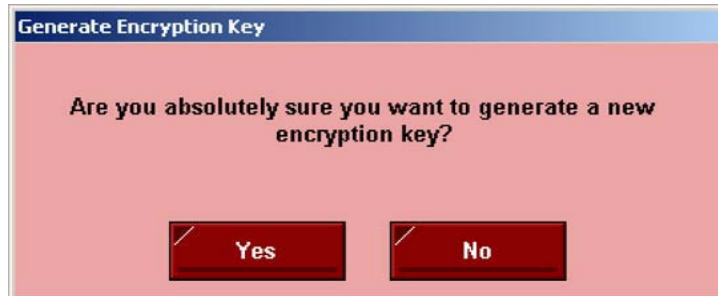 Generate Encryption Key
Are you absolutely sure you want to generate a new
encryption key?
Yes
No